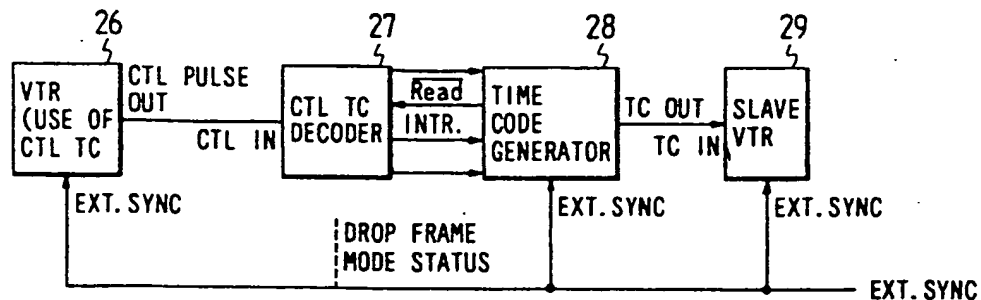 26
27
28
29
VTR
(USE OF
CTL TC
CTL PULSE
OUT
CTL IN
CTL TC
DECODER
Read
INTR.
TIME
CODE
GENERATOR
TC OUT
TC IN
SLAVE
VTR
EXT.SYNC
EXT.SYNC
EXT.SYNC
DROP FRAME
MODE STATUS
EXT.SYNC